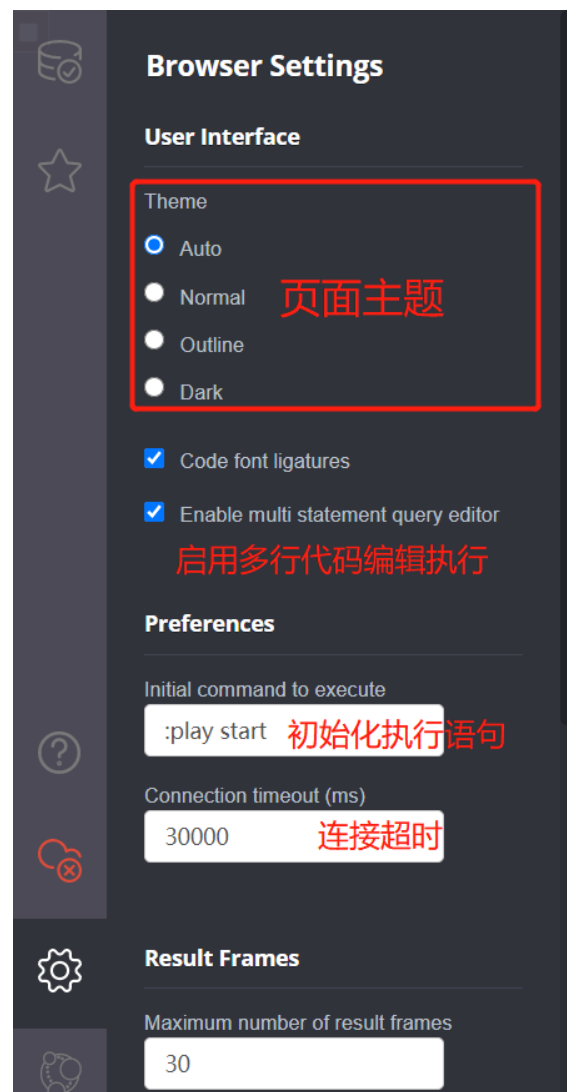 Browser Settings
User Interface
Theme
Auto
Normal
页面主题
Outline
Dark
Code font ligatures
Enable multi statement query editor
启用多行代码编辑执行
Preferences
Initial command to execute
:play start 初始化执行语句
Connection timeout (ms)
30000 连接超时
Result Frames
Maximum number of result frames
30